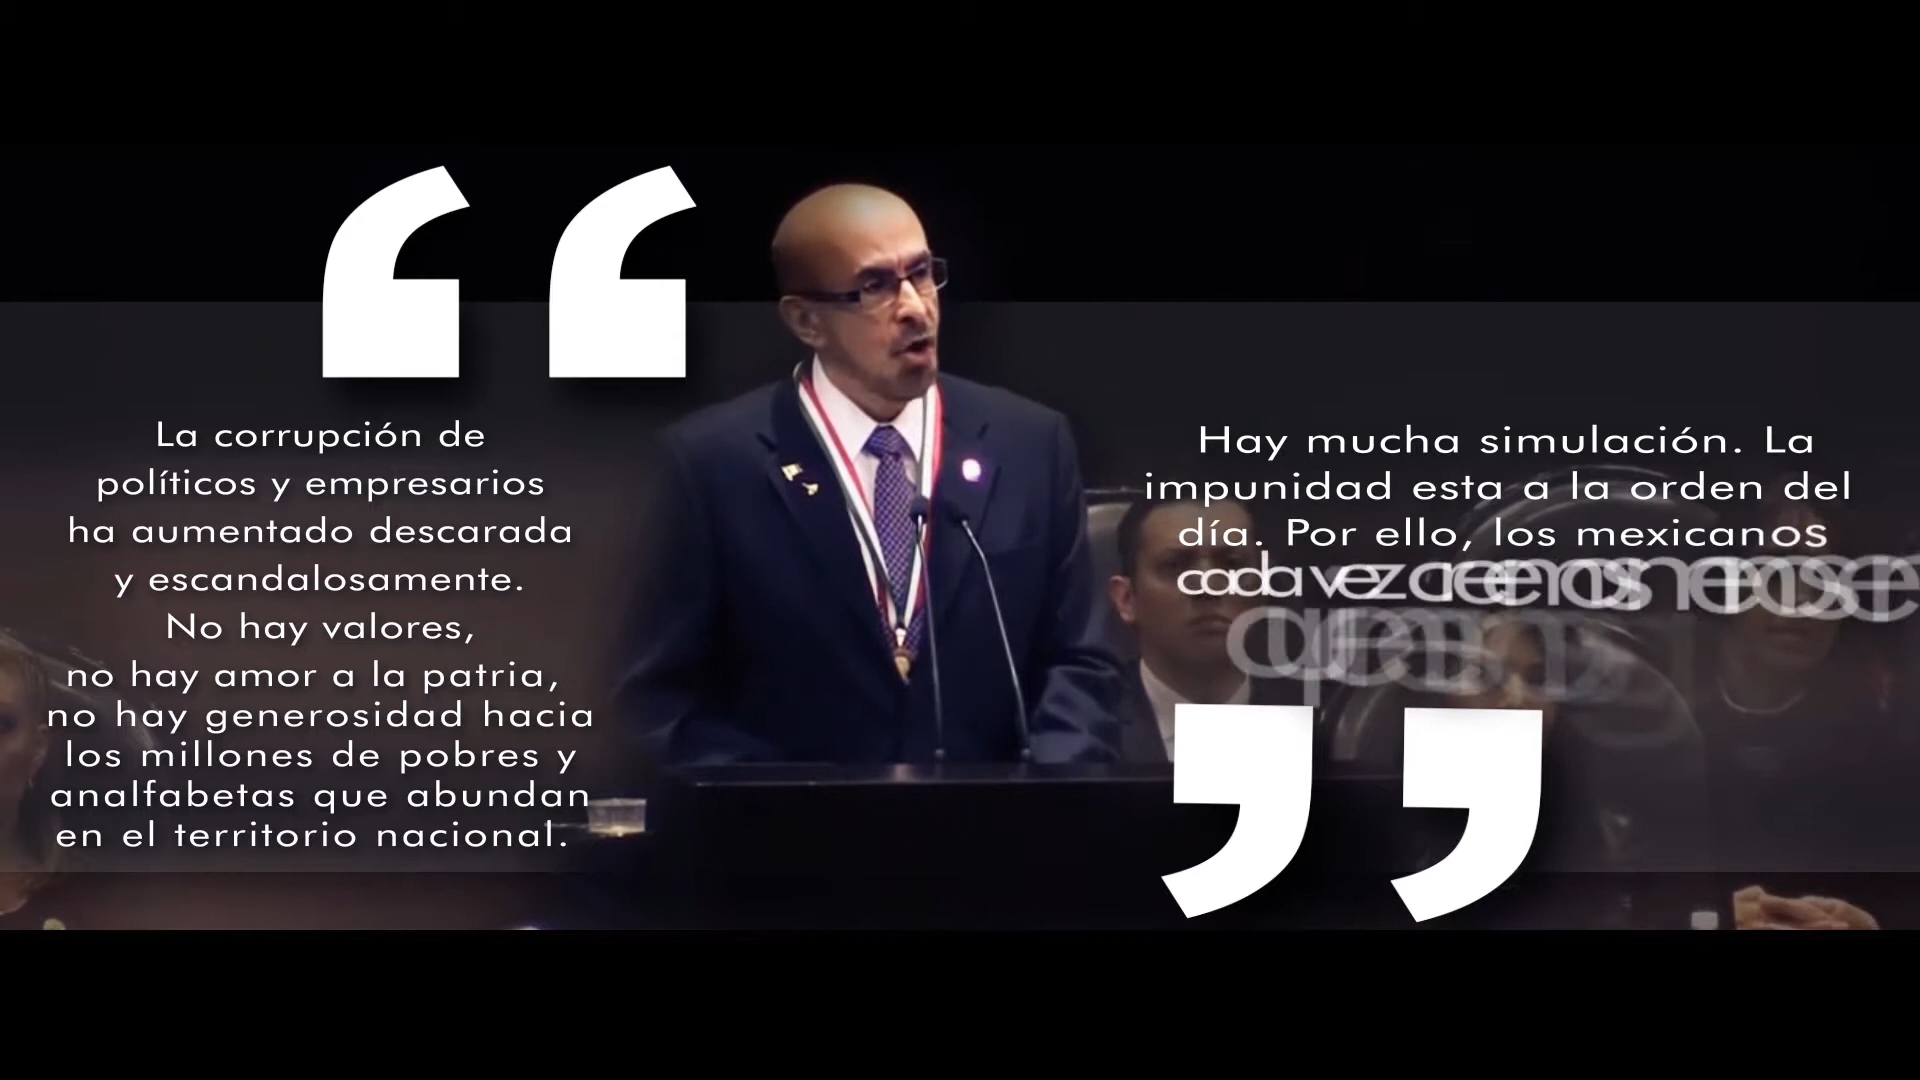 La corrupción de
políticos y empresarios
ha aumentado descarada
y escandalosamente.
No hay valores,
no hay amor a la patria,
no hay generosidad hacia
los millones de pobres y
analfabetas que abundan
en el territorio nacional.
Hay mucha simulación. La
impunidad esta a la orden del
día. Por ello, los mexicanos
cada vez creemos menos